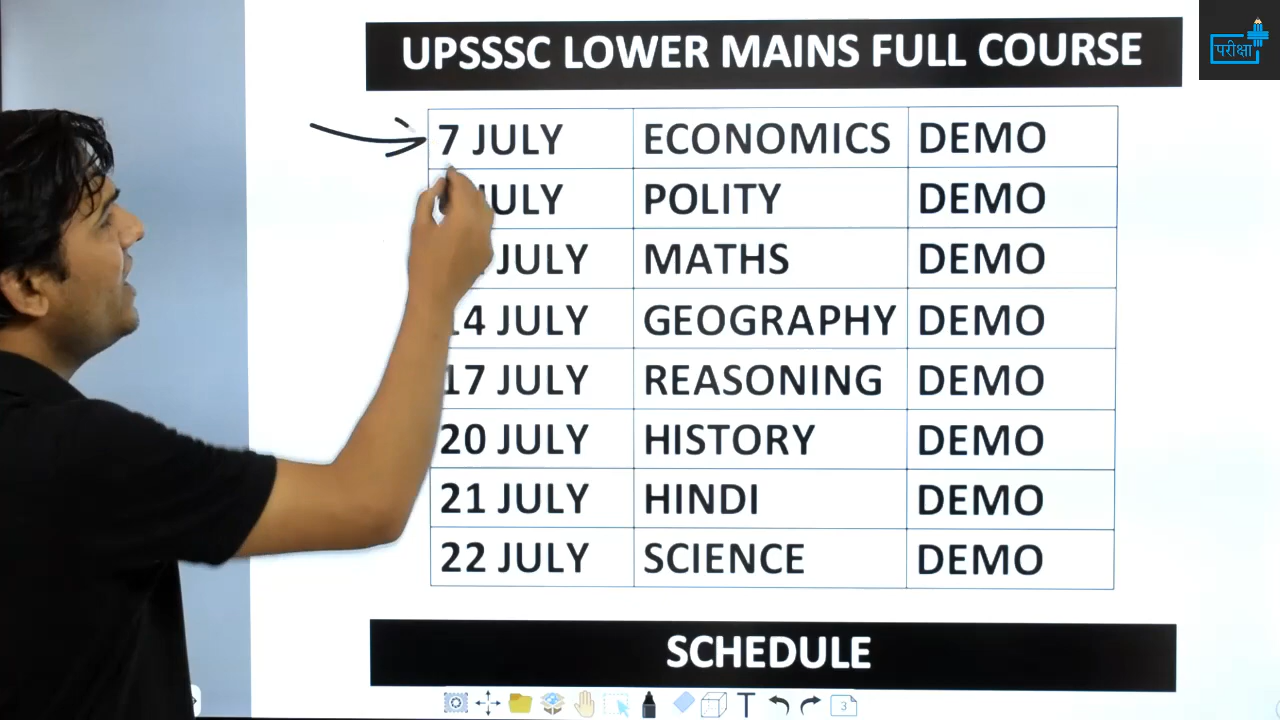 परीक्षा
UPSSSC LOWER MAINS FULL COURSE
7 JULY ECONOMICS DEMO
JULY POLITY DEMO
JULY MATHS DEMO
14 JULY GEOGRAPHY DEMO
17 JULY REASONING DEMO
20 JULY HISTORY DEMO
21 JULY HINDI DEMO
22 JULY SCIENCE DEMO
SCHEDULE
T 3